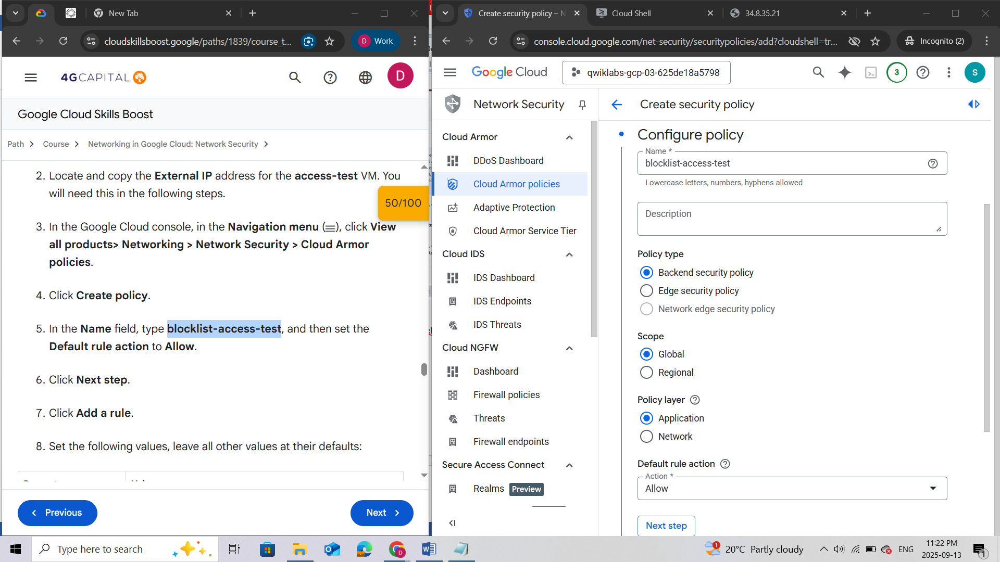 New Tab
cloudskillsboost.google/paths/1839/course_t...
D Work
4GCAPITAL
D
Google Cloud Skills Boost
Path > Course > Networking in Google Cloud: Network Security >
2. Locate and copy the External IP address for the access-test VM. You
will need this in the following steps.
50/100
3. In the Google Cloud console, in the Navigation menu (), click View
all products> Networking > Network Security > Cloud Armor
policies.
4. Click Create policy.
5. In the Name field, type blocklist-access-test, and then set the
Default rule action to Allow.
6. Click Next step.
7. Click Add a rule.
8. Set the following values, leave all other values at their defaults:
Previous
Next
Create security policy – N
Cloud Shell
34.8.35.21
console.cloud.google.com/net-security/securitypolicies/add?cloudshell=tr...
Incognito (2)
Google Cloud
qwiklabs-gcp-03-625de18a5798
3
S
Network Security
Cloud Armor
DDoS Dashboard
Cloud Armor policies
Adaptive Protection
Cloud Armor Service Tier
Cloud IDS
IDS Dashboard
IDS Endpoints
IDS Threats
Cloud NGFW
Dashboard
Firewall policies
Threats
Firewall endpoints
Secure Access Connect
Realms Preview
Create security policy
Configure policy
Name *
blocklist-access-test
Lowercase letters, numbers, hyphens allowed
Description
Policy type
Backend security policy
Edge security policy
Network edge security policy
Scope
Global
Regional
Policy layer
Application
Network
Default rule action
Action *
Allow
Next step
Type here to search
1
20°C Partly cloudy
ENG
11:22 PM
2025-09-13
1